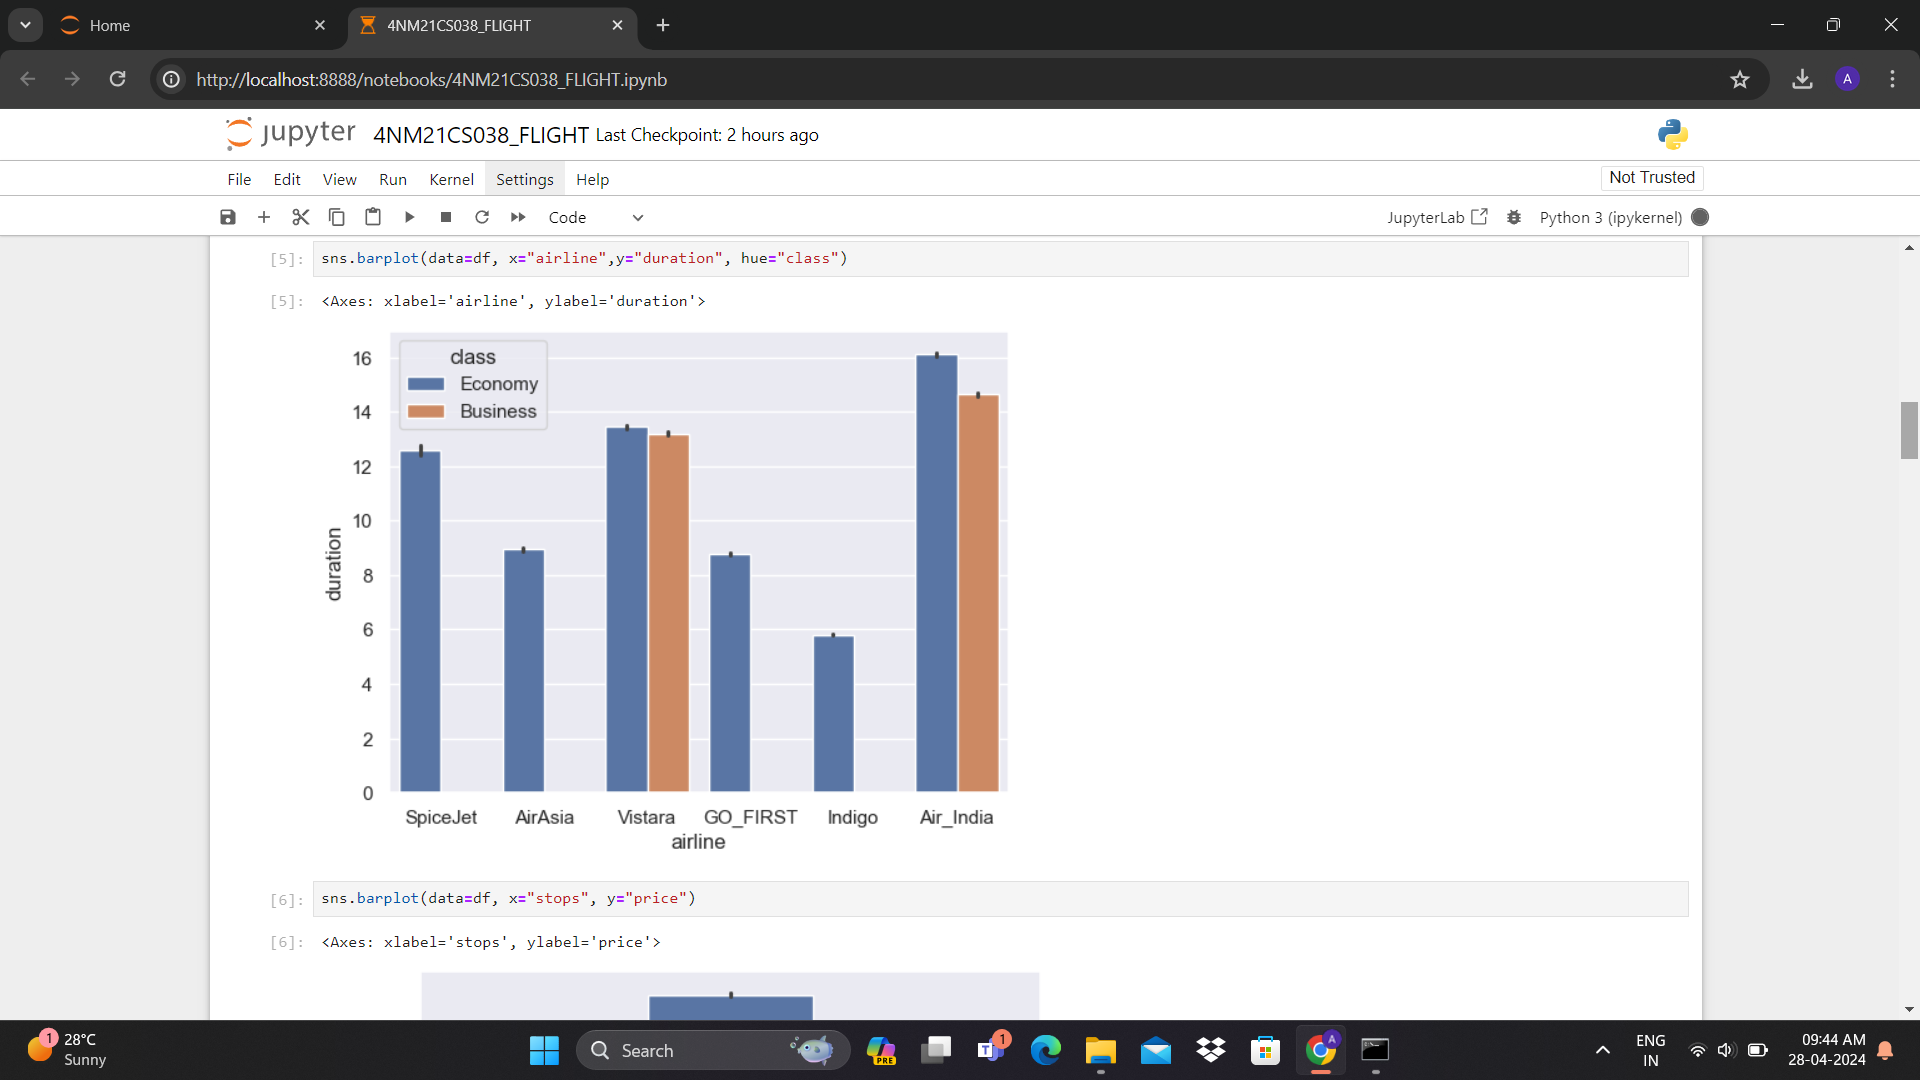 Home
4NM21CS038_FLIGHT
http://localhost:8888/notebooks/4NM21CS038_FLIGHT.ipynb
A
jupyter 4NM21CS038_FLIGHT Last Checkpoint: 2 hours ago
File Edit View Run Kernel Settings Help
Not Trusted
Code
JupyterLab
Python 3 (ipykernel)
[5]: sns.barplot(data=df, x="airline",y="duration", hue="class")
[5]: <Axes: xlabel='airline', ylabel='duration'>
class
Economy
Business
16
14
12
10
8
6
4
2
0
duration
SpiceJet AirAsia Vistara GO_FIRST Indigo Air_India
airline
[6]: sns.barplot(data=df, x="stops", y="price")
[6]: <Axes: xlabel='stops', ylabel='price'>
1
28°C
Sunny
Search
PRE
T
1
A
ENG
IN
09:44 AM
28-04-2024